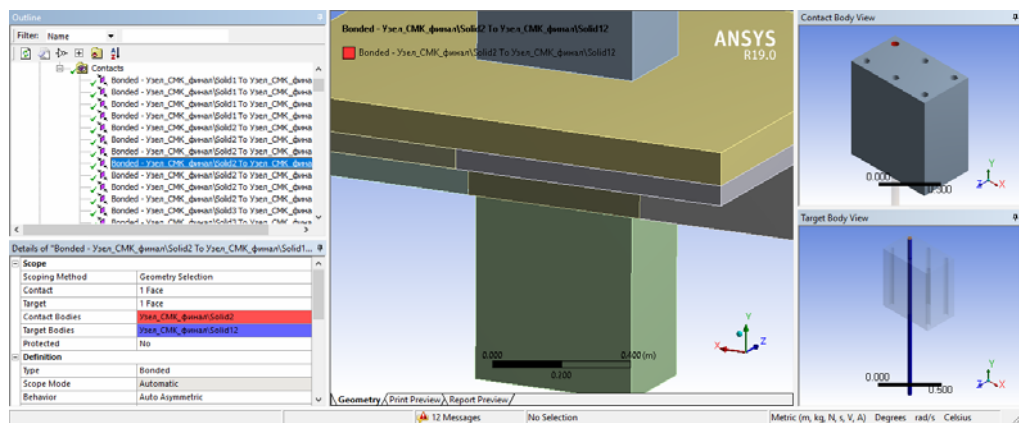 Outline
Filter: Name
Contacts
Bonded - Узел_СМК_финал\Solid1 To Узел_СМК_фина
Bonded - Узел_СМК_финал\Solid1 To Узел_СМК_фина
Bonded - Узел_СМК_финал\Solid1 To Узел_СМК_фина
Bonded - Узел_СМК_финал\Solid1 To Узел_СМК_фина
Bonded - Узел_СМК_финал\Solid2 To Узел_СМК_фина
Bonded - Узел_СМК_финал\Solid2 To Узел_СМК_фина
Bonded - Узел_СМК_финал\Solid2 To Узел_СМК_фина
Bonded - Узел_СМК_финал\Solid2 To Узел_СМК_фина
Bonded - Узел_СМК_финал\Solid2 To Узел_СМК_фина
Bonded - Узел_СМК_финал\Solid2 To Узел_СМК_фина
Bonded - Узел_СМК_финал\Solid2 To Узел_СМК_фина
Bonded - Узел_СМК_финал\Solid3 To Узел_СМК_фина
Details of "Bonded - Узел_СМК_финал\Solid2 To Узел_СМК_финал\Solid1...
Scope
Scoping Method Geometry Selection
Contact 1 Face
Target 1 Face
Contact Bodies Узел_СМК_финал\Solid2
Target Bodies Узел_СМК_финал\Solid12
Protected No
Definition
Type Bonded
Scope Mode Automatic
Behavior Auto Asymmetric
Bonded - Узел_СМК_финал\Solid2 To Узел_СМК_финал\Solid12
Bonded - Узел_СМК_финал\Solid2 To Узел_СМК_финал\Solid12
ANSYS
R19.0
Y
X
Z
0.000 0.400 (m)
0.200
Geometry Print Preview Report Preview
Contact Body View
0.000 0.500
Y
Z X
Target Body View
0.000 0.500
Y
Z X
12 Messages No Selection Metric (m, kg, N, s, V, A) Degrees rad/s Celsius